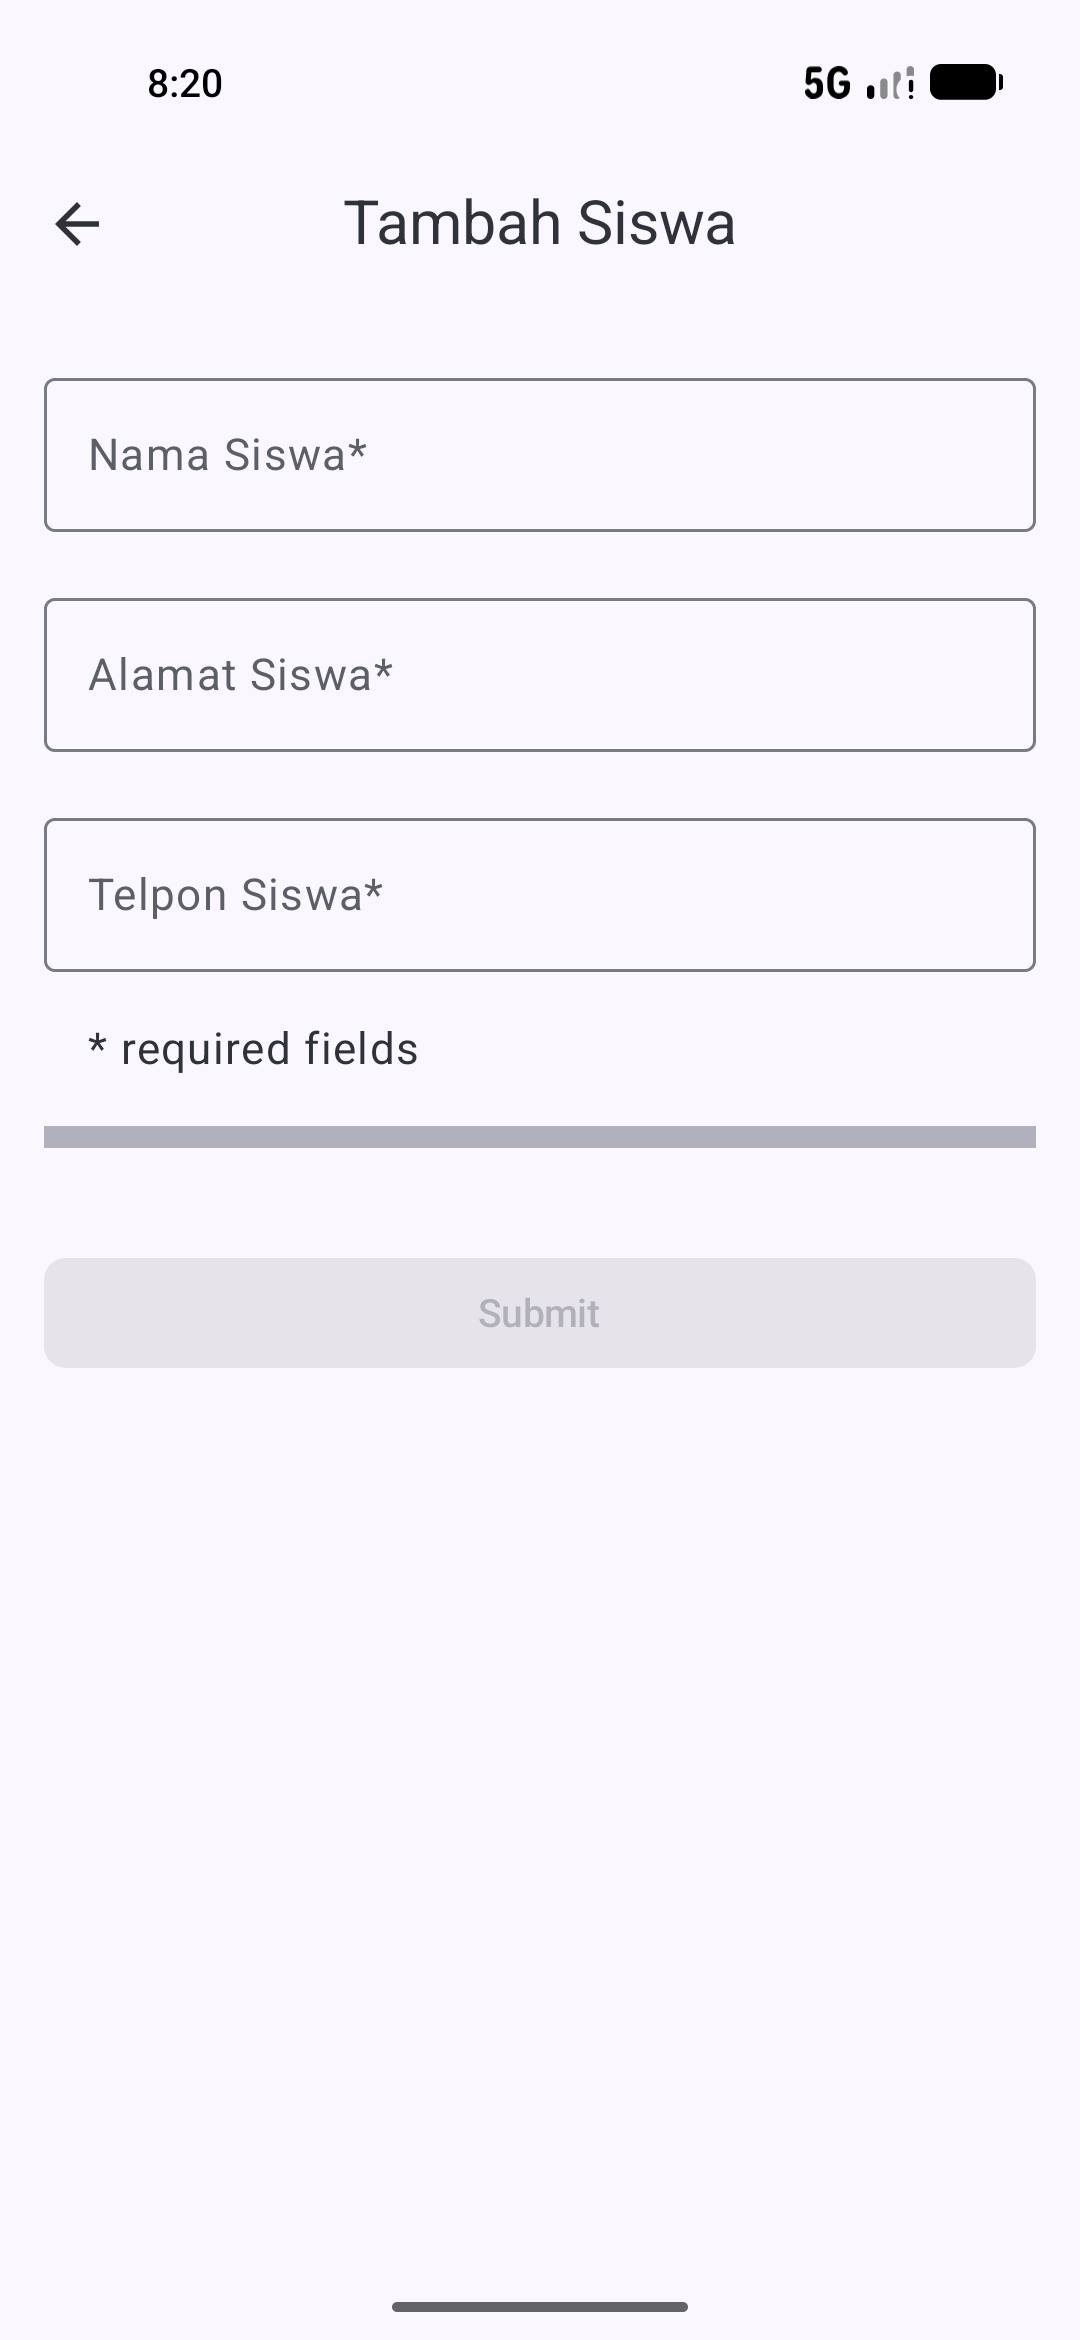 8:20 5G
Tambah Siswa
Nama Siswa*
Alamat Siswa*
Telpon Siswa*
* required fields
Submit